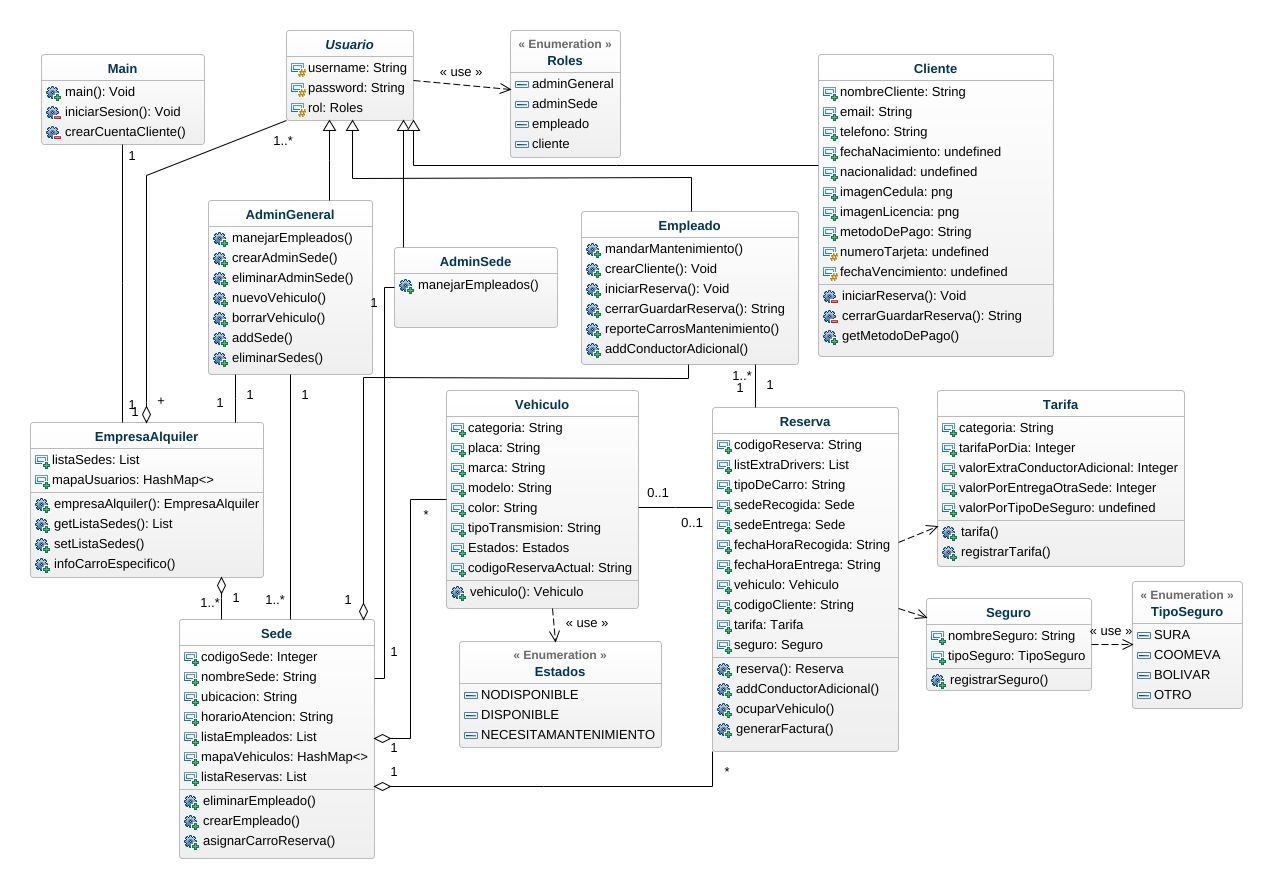 Main
main(): Void
iniciarSesion(): Void
crearCuentaCliente()
1
Usuario
username: String
password: String
rol: Roles
1..*
« use »
« Enumeration »
Roles
adminGeneral
adminSede
empleado
cliente
Cliente
nombreCliente: String
email: String
telefono: String
fechaNacimiento: undefined
nacionalidad: undefined
imagenCedula: png
imagenLicencia: png
metodoDePago: String
numeroTarjeta: undefined
fechaVencimiento: undefined
iniciarReserva(): Void
cerrarGuardarReserva(): String
getMetodoDePago()
AdminGeneral
manejarEmpleados()
crearAdminSede()
eliminarAdminSede()
nuevoVehiculo()
borrarVehiculo()
addSede()
eliminarSedes()
1
AdminSede
manejarEmpleados()
Empleado
mandarMantenimiento()
crearCliente(): Void
iniciarReserva(): Void
cerrarGuardarReserva(): String
reporteCarrosMantenimiento()
addConductorAdicional()
1..*
1
1
1
1
+
1
1
1
EmpresaAlquiler
listaSedes: List
mapaUsuarios: HashMap<>
empresaAlquiler(): EmpresaAlquiler
getListaSedes(): List
setListaSedes()
infoCarroEspecifico()
1..*
1
1..*
1
Vehiculo
categoria: String
placa: String
marca: String
modelo: String
color: String
tipoTransmision: String
Estados: Estados
codigoReservaActual: String
vehiculo(): Vehiculo
*
0..1
0..1
« use »
« Enumeration »
Estados
NODISPONIBLE
DISPONIBLE
NECESITAMANTENIMIENTO
Reserva
codigoReserva: String
listExtraDrivers: List
tipoDeCarro: String
sedeRecogida: Sede
sedeEntrega: Sede
fechaHoraRecogida: String
fechaHoraEntrega: String
vehiculo: Vehiculo
codigoCliente: String
tarifa: Tarifa
seguro: Seguro
reserva(): Reserva
addConductorAdicional()
ocuparVehiculo()
generarFactura()
*
Tarifa
categoria: String
tarifaPorDia: Integer
valorExtraConductorAdicional: Integer
valorPorEntregaOtraSede: Integer
valorPorTipoDeSeguro: undefined
tarifa()
registrarTarifa()
Seguro
nombreSeguro: String
tipoSeguro: TipoSeguro
registrarSeguro()
« use »
« Enumeration »
TipoSeguro
SURA
COOMEVA
BOLIVAR
OTRO
Sede
codigoSede: Integer
nombreSede: String
ubicacion: String
horarioAtencion: String
listaEmpleados: List
mapaVehiculos: HashMap<>
listaReservas: List
eliminarEmpleado()
crearEmpleado()
asignarCarroReserva()
1
1
1